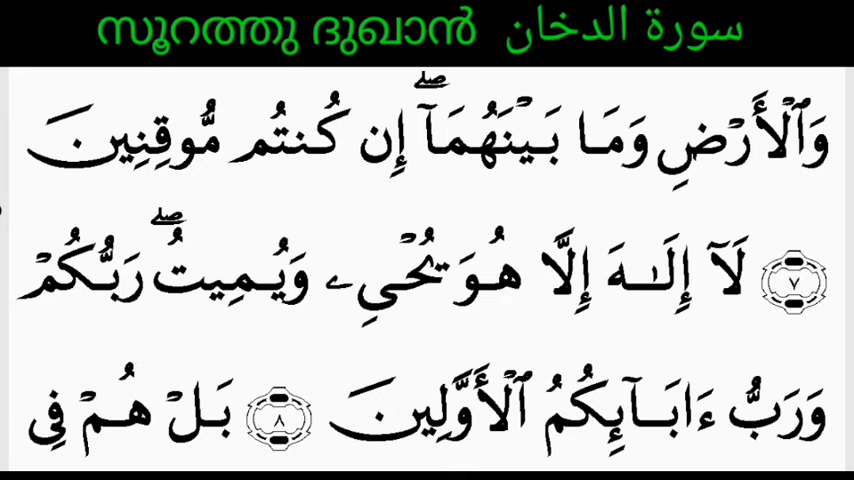 സൂറത്തു ദുഖാൻ سورة الدخان
وَٱلْأَرْضِ وَمَا بَيْنَهُمَآ ۖ إِن كُنتُم مُّوقِنِينَ
٧ لَآ إِلَـٰهَ إِلَّا هُوَ يُحْىِۦ وَيُمِيتُ ۖ رَبُّكُمْ
وَرَبُّ ءَابَآئِكُمُ ٱلْأَوَّلِينَ ٨ بَلْ هُمْ فِى